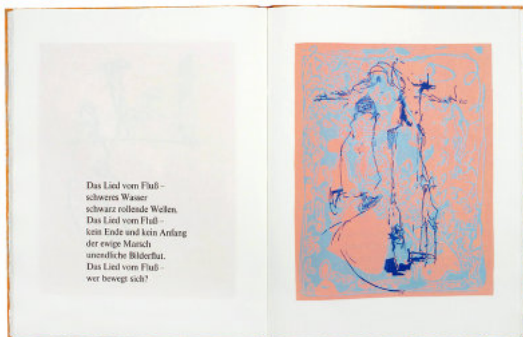 Das Lied vom Fluß –
schweres Wasser
schwarz rollende Wellen.
Das Lied vom Fluß –
kein Ende und kein Anfang
der ewige Marsch
unendliche Bilderflut.
Das Lied vom Fluß –
wer bewegt sich?